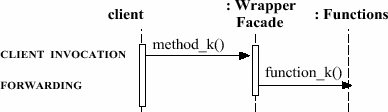 client
: Wrapper
Facade
: Functions
CLIENT INVOCATION
method_k()
FORWARDING
function_k()